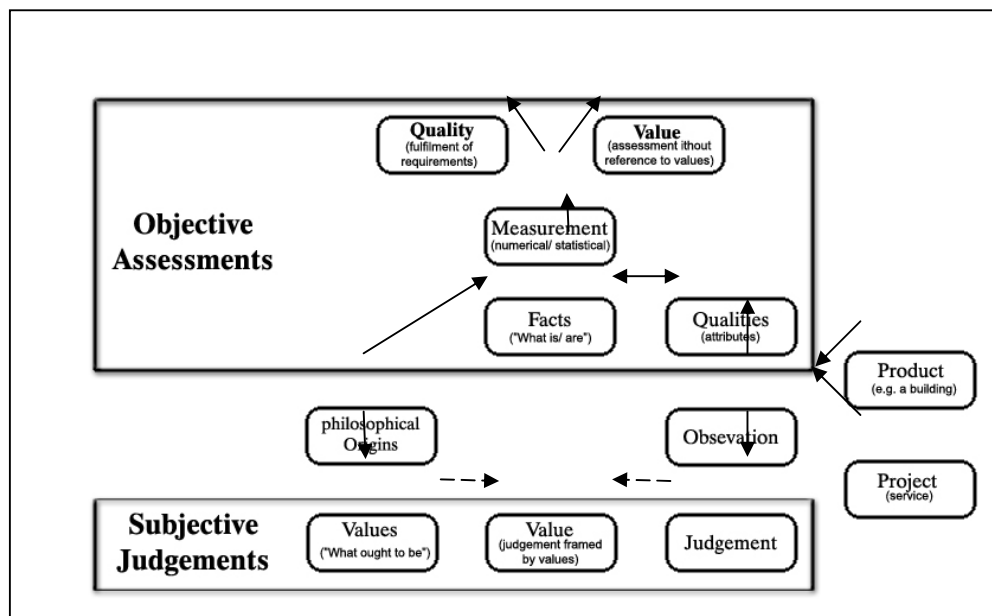 Quality
(fulfilment of
requirements)
Value
(assessment ithout
reference to values)
Objective
Assessments
Measurement
(numerical/ statistical)
Facts
("What is/ are")
Qualities
(attributes)
Product
(e.g. a building)
philosophical
Origins
Obsevation
Project
(service)
Subjective
Judgements
Values
("What ought to be")
Value
(judgement framed
by values)
Judgement